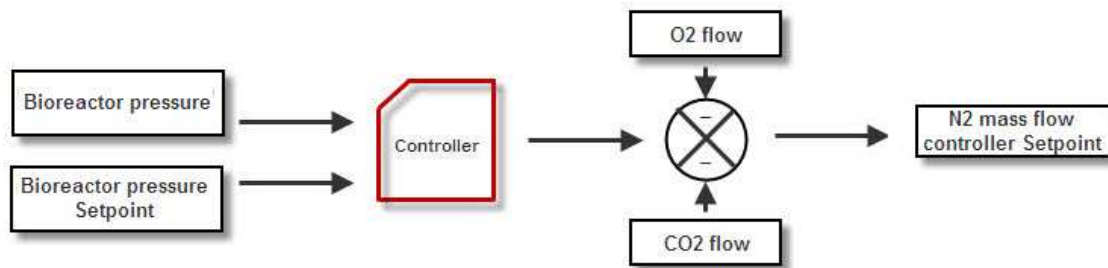 O2 flow
Bioreactor pressure
Controller
–
–
N2 mass flow
controller Setpoint
Bioreactor pressure
Setpoint
CO2 flow